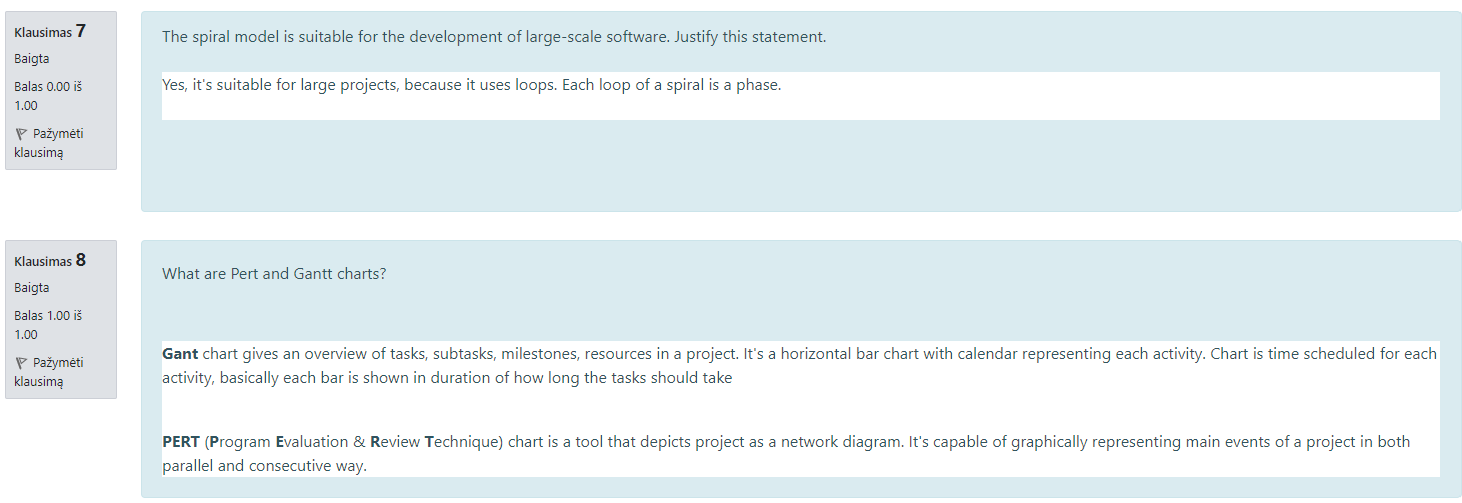 Klausimas 7
Baigta
Balas 0.00 iš
1.00
Pažymėti
klausimą
The spiral model is suitable for the development of large-scale software. Justify this statement.
Yes, it's suitable for large projects, because it uses loops. Each loop of a spiral is a phase.
Klausimas 8
Baigta
Balas 1.00 iš
1.00
Pažymėti
klausimą
What are Pert and Gantt charts?
Gant chart gives an overview of tasks, subtasks, milestones, resources in a project. It's a horizontal bar chart with calendar representing each activity. Chart is time scheduled for each
activity, basically each bar is shown in duration of how long the tasks should take
PERT (Program Evaluation & Review Technique) chart is a tool that depicts project as a network diagram. It's capable of graphically representing main events of a project in both
parallel and consecutive way.